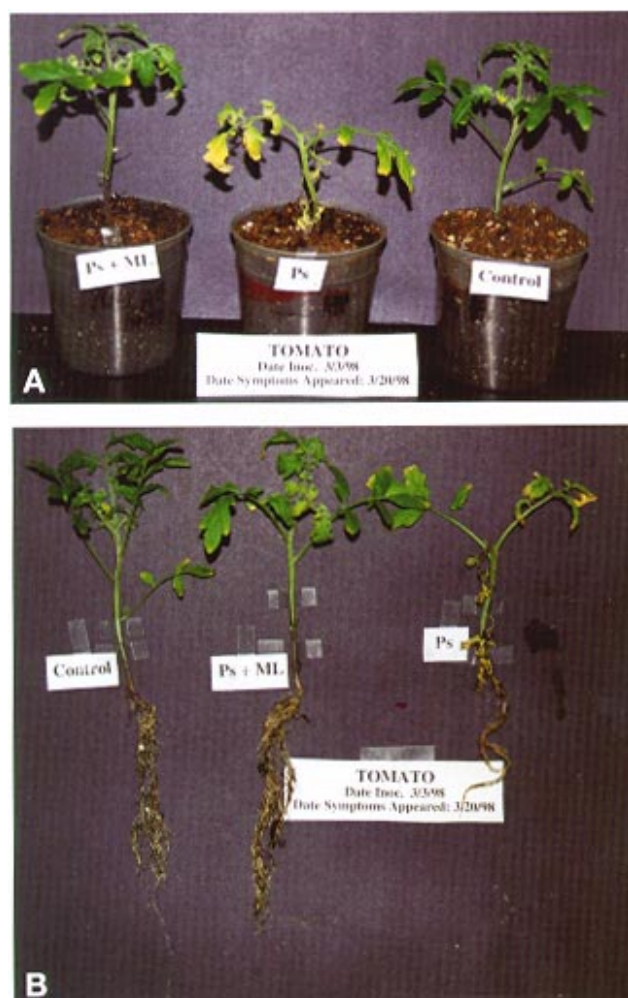 Ps + ML
Ps
Control
TOMATO
Date Inoc. 3/3/98
Date Symptoms Appeared: 3/20/98
A
Control
Ps + ML
Ps
TOMATO
Date Inoc. 3/3/98
Date Symptoms Appeared: 3/20/98
B